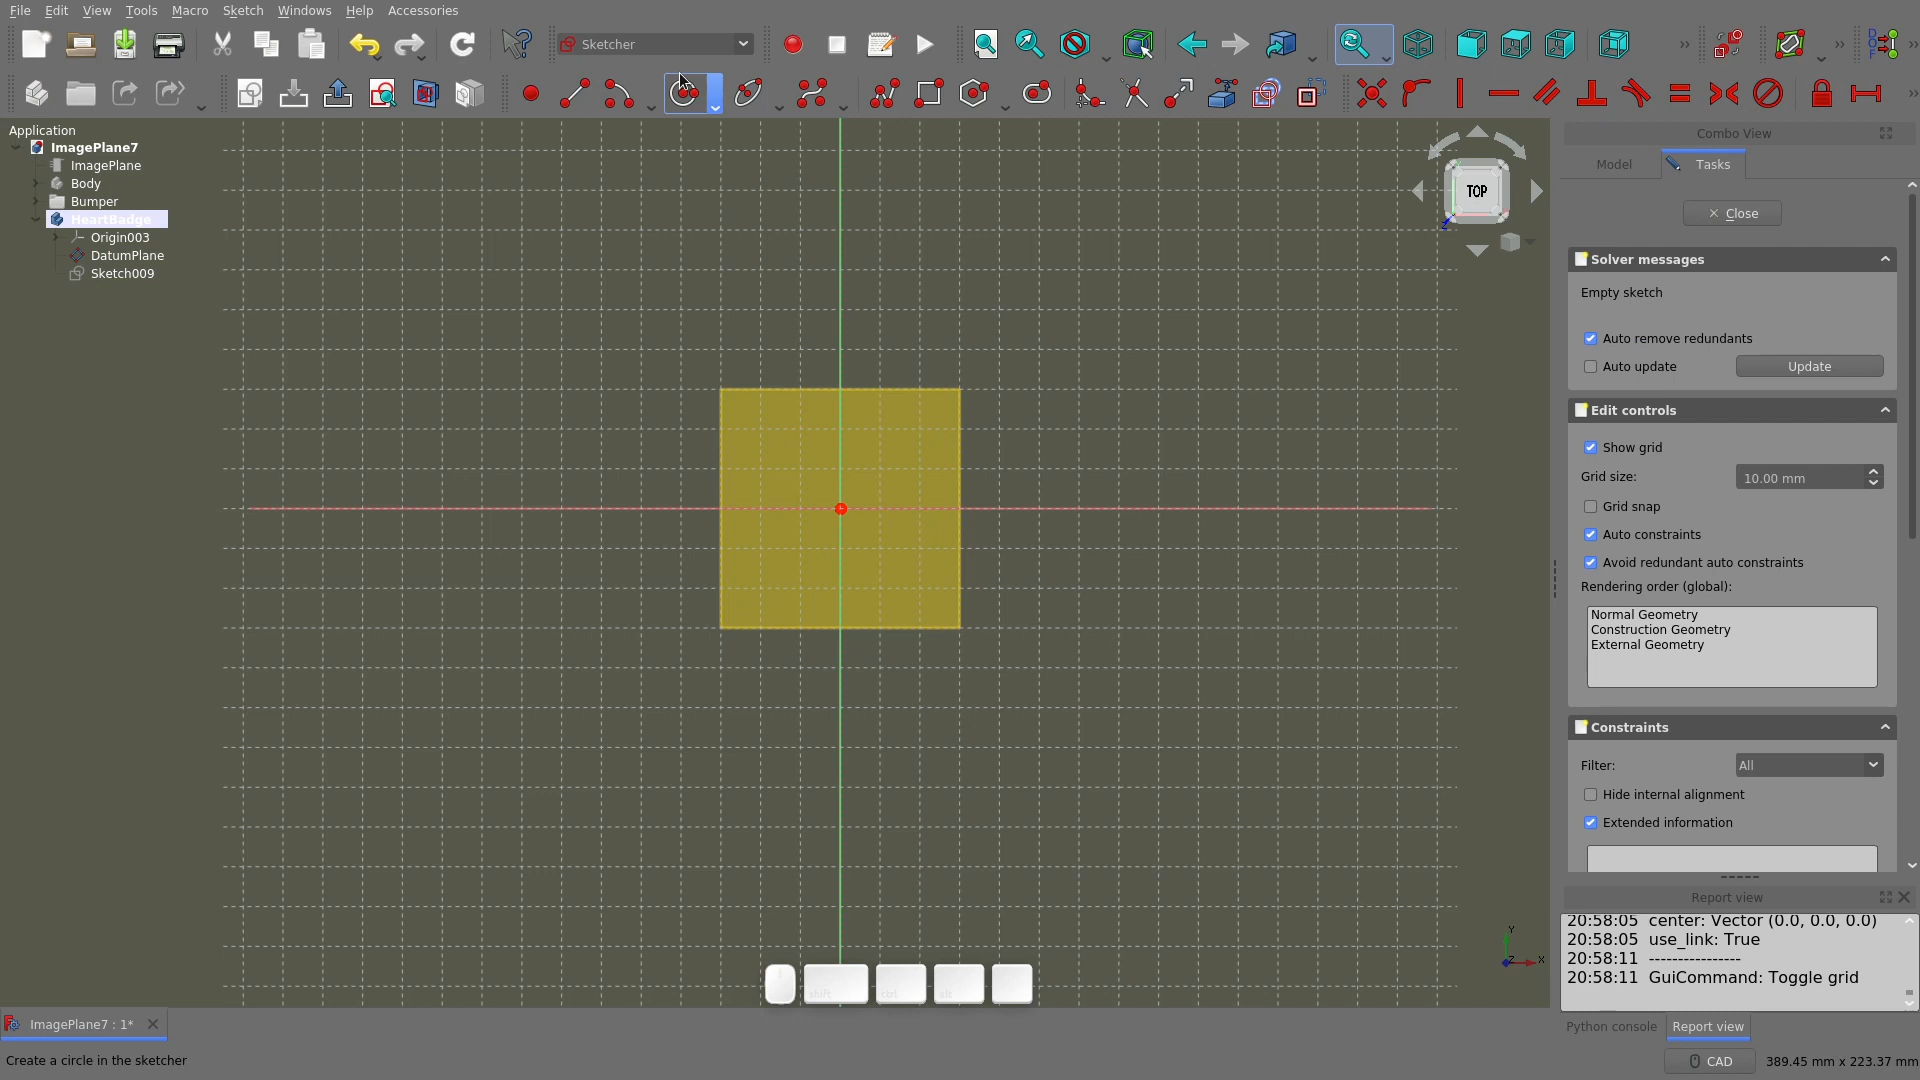 File Edit View Tools Macro Sketch Windows Help Accessories
Sketcher
Application
ImagePlane7
ImagePlane
Body
Bumper
HeartBadge
Origin003
DatumPlane
Sketch009
TOP
Z
Combo View
Model
Tasks
Close
Solver messages
Empty sketch
Auto remove redundants
Auto update
Update
Edit controls
Show grid
Grid size:
10.00 mm
Grid snap
Auto constraints
Avoid redundant auto constraints
Rendering order (global):
Normal Geometry
Construction Geometry
External Geometry
Constraints
Filter:
All
Hide internal alignment
Extended information
Report view
20:58:05 center: Vector (0.0, 0.0, 0.0)
20:58:05 use_link: True
20:58:11 ----------------
20:58:11 GuiCommand: Toggle grid
Y
Z
X
shift
ctrl
alt
ImagePlane7 : 1*
Python console
Report view
Create a circle in the sketcher
CAD
389.45 mm x 223.37 mm